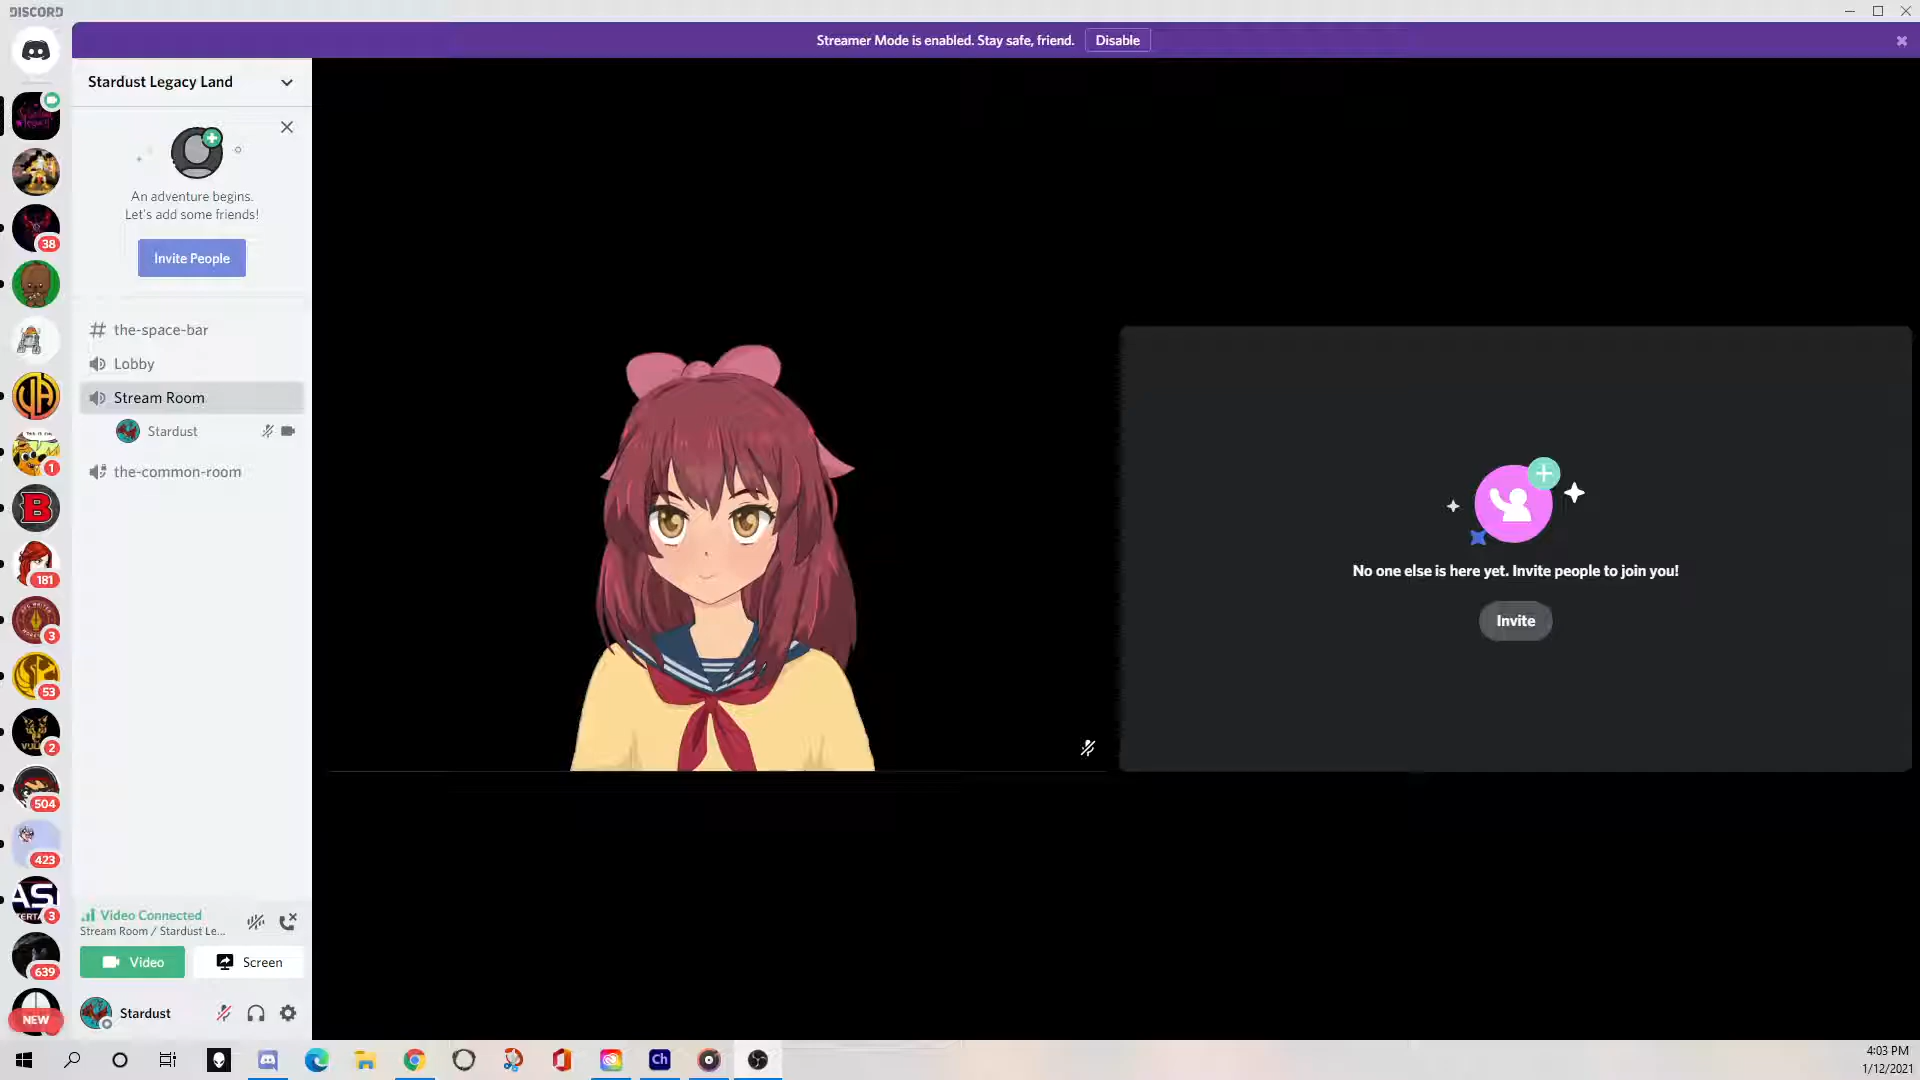 DISCORD
Streamer Mode is enabled. Stay safe, friend.
Disable
Stardust Legacy Land
An adventure begins.
Let's add some friends!
Invite People
the-space-bar
Lobby
Stream Room
Stardust
the-common-room
38
1
181
3
53
2
504
423
3
639
NEW
No one else is here yet. Invite people to join you!
Invite
Video Connected
Stream Room / Stardust Le...
Video
Screen
Stardust
Ch
4:03 PM
1/12/2021